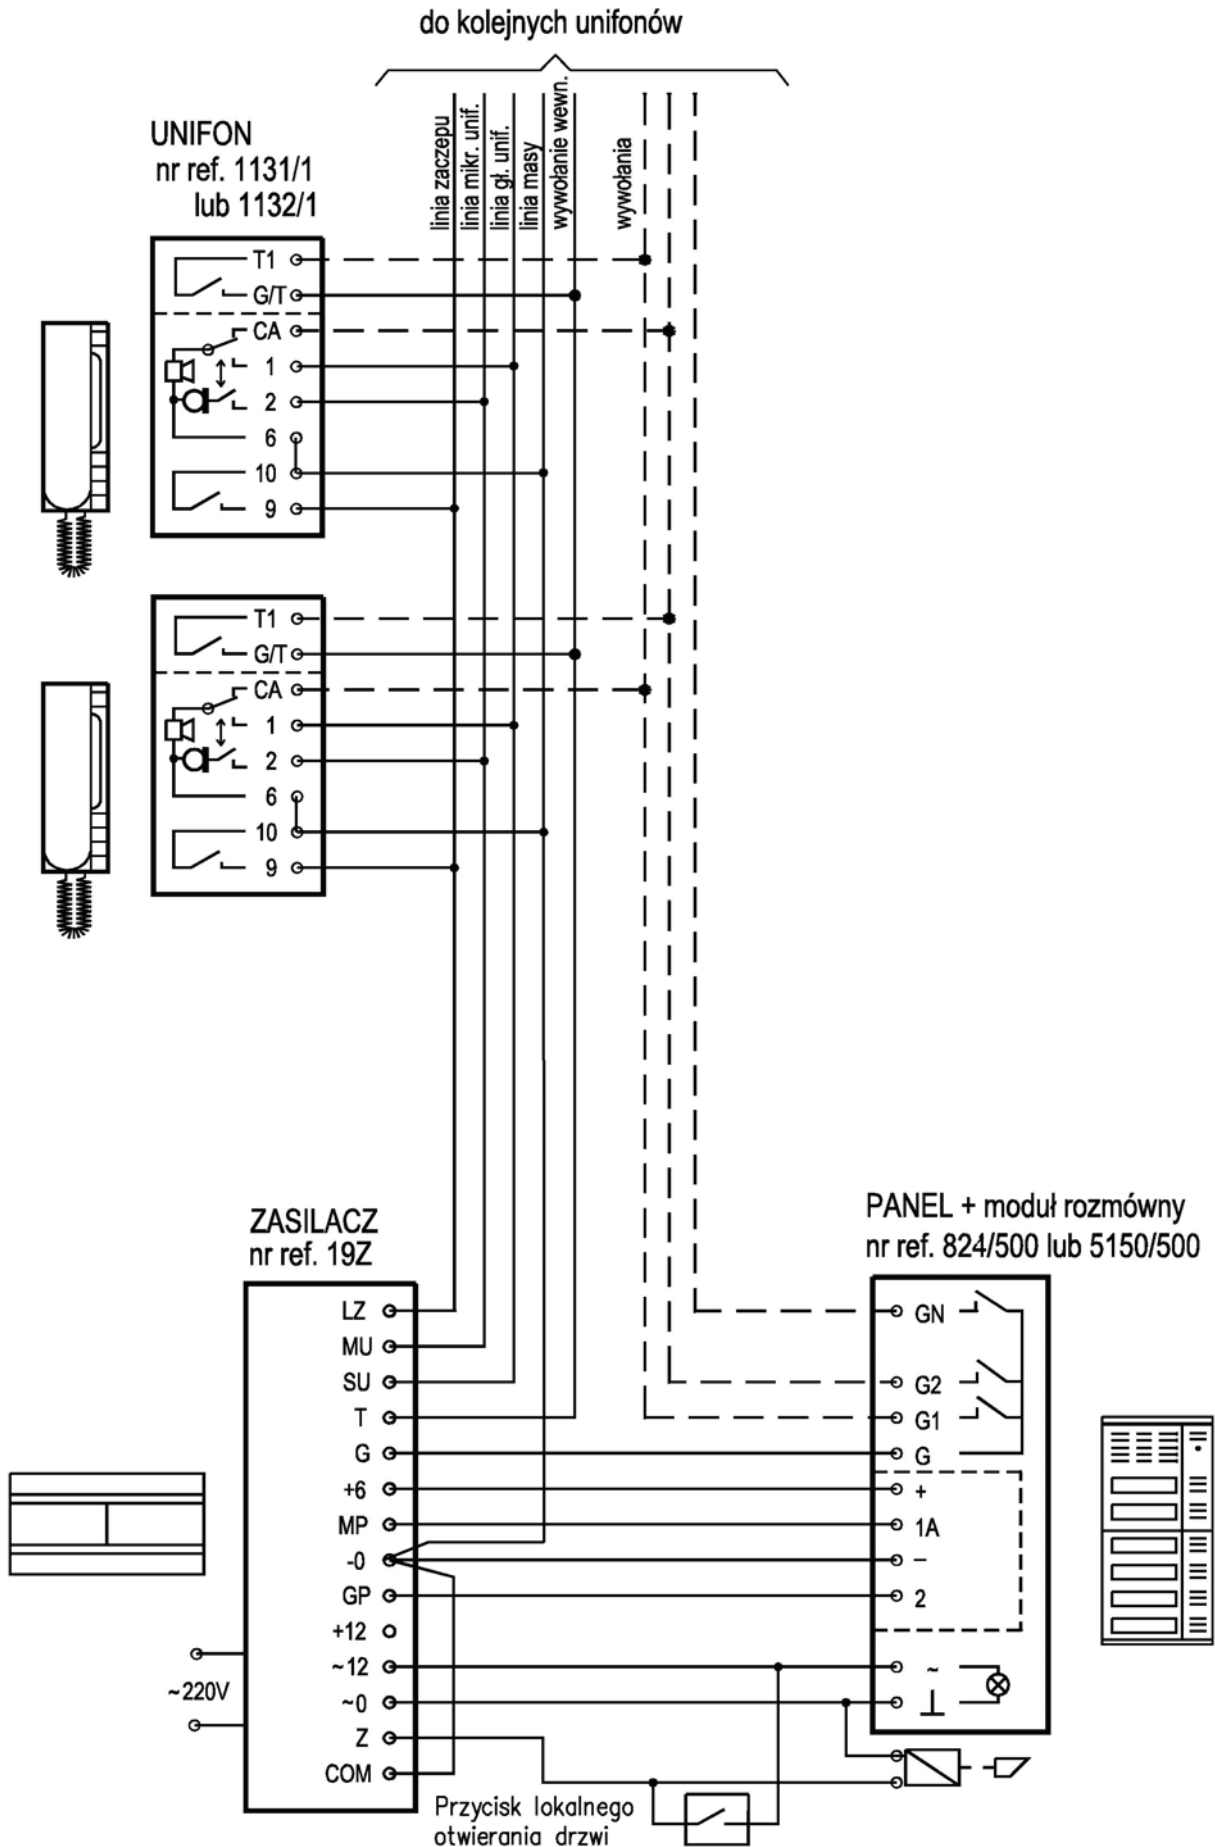 do kolejnych unifonów
UNIFON
nr ref. 1131/1
lub 1132/1
linia zaczepu
linia mikr. unif.
linia gł. unif.
linia masy
wywołanie wewn.
wywołania
T1
G/T
CA
1
2
6
10
9
T1
G/T
CA
1
2
6
10
9
ZASILACZ
nr ref. 19Z
LZ
MU
SU
T
G
+6
MP
-0
GP
+12
~12
~0
Z
COM
~220V
PANEL + moduł rozmówny
nr ref. 824/500 lub 5150/500
GN
G2
G1
G
+
1A
–
2
~
Przycisk lokalnego
otwierania drzwi